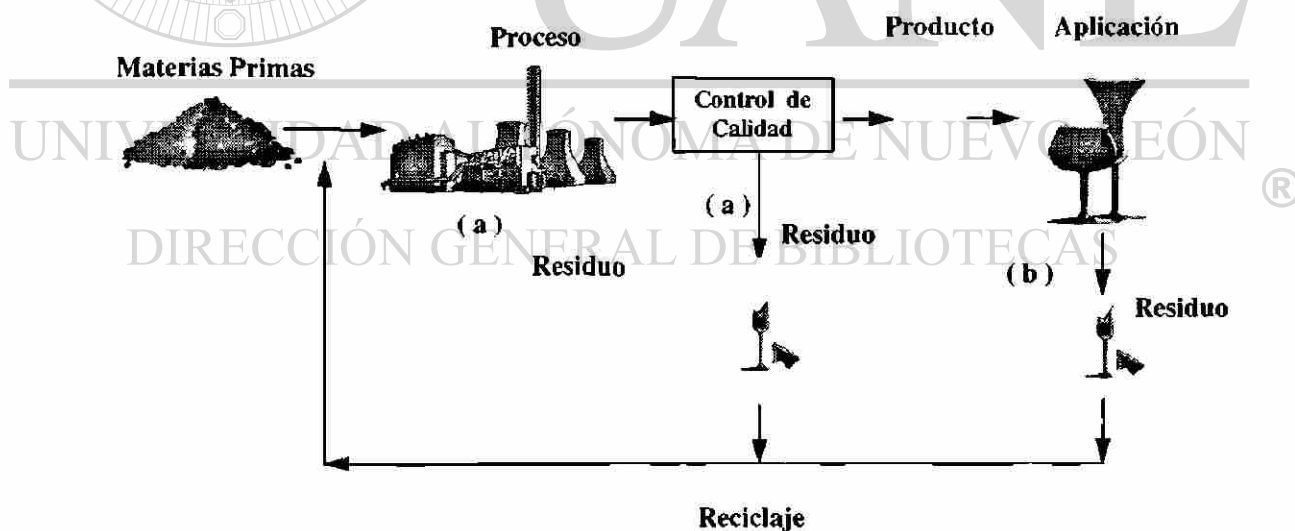 UANL
Producto
Aplicación
Proceso
Materias Primas
Control de
Calidad
UNIVERSIDAD AUTÓNOMA DE NUEVO LEÓN
®
( a )
( a )
Residuo
DIRECCIÓN GENERAL DE BIBLIOTECAS
Residuo
( b )
Residuo
Reciclaje